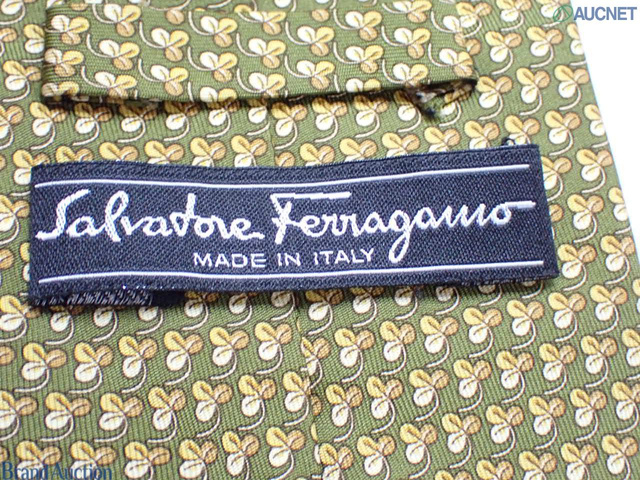 AUCNET
Salvatore Ferragamo
MADE IN ITALY
Brand Auction